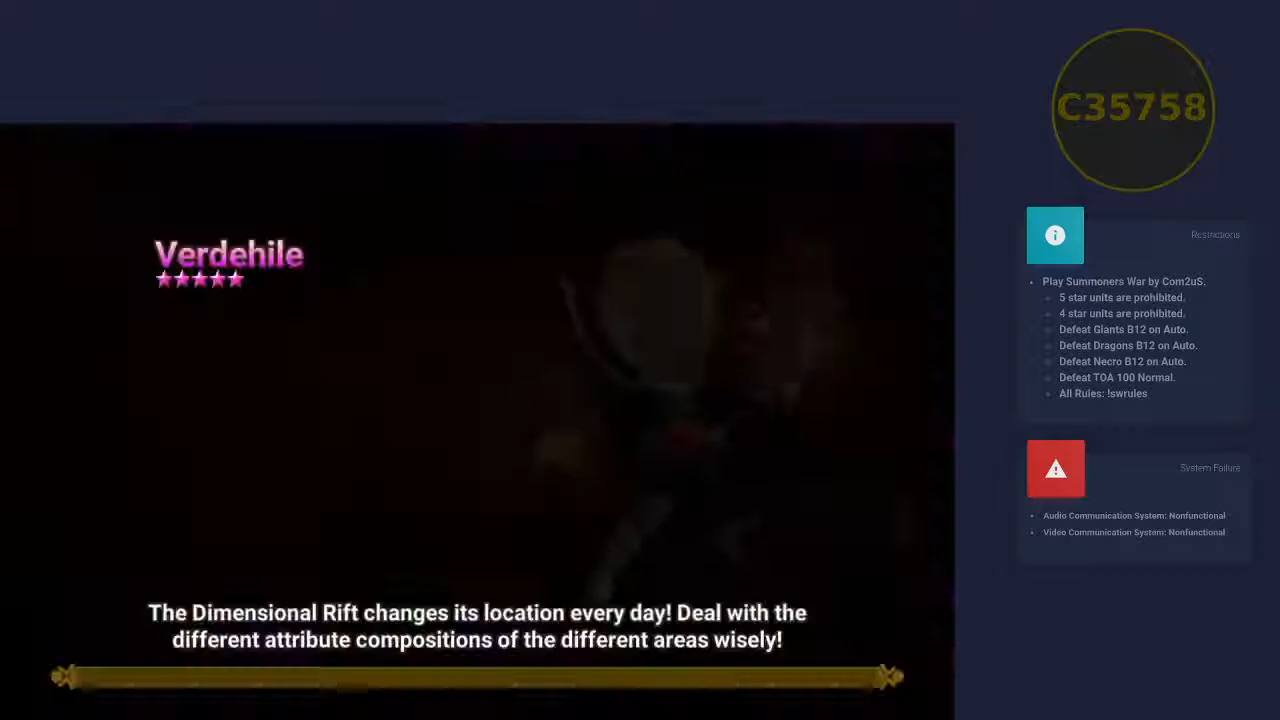 C35758
Restrictions
Play Summoners War by Com2uS.
5 star units are prohibited.
4 star units are prohibited.
Defeat Giants B12 on Auto.
Defeat Dragons B12 on Auto.
Defeat Necro B12 on Auto.
Defeat TOA 100 Normal.
All Rules: !swrules
System Failure
Audio Communication System: Nonfunctional
Video Communication System: Nonfunctional
Verdehile
The Dimensional Rift changes its location every day! Deal with the
different attribute compositions of the different areas wisely!